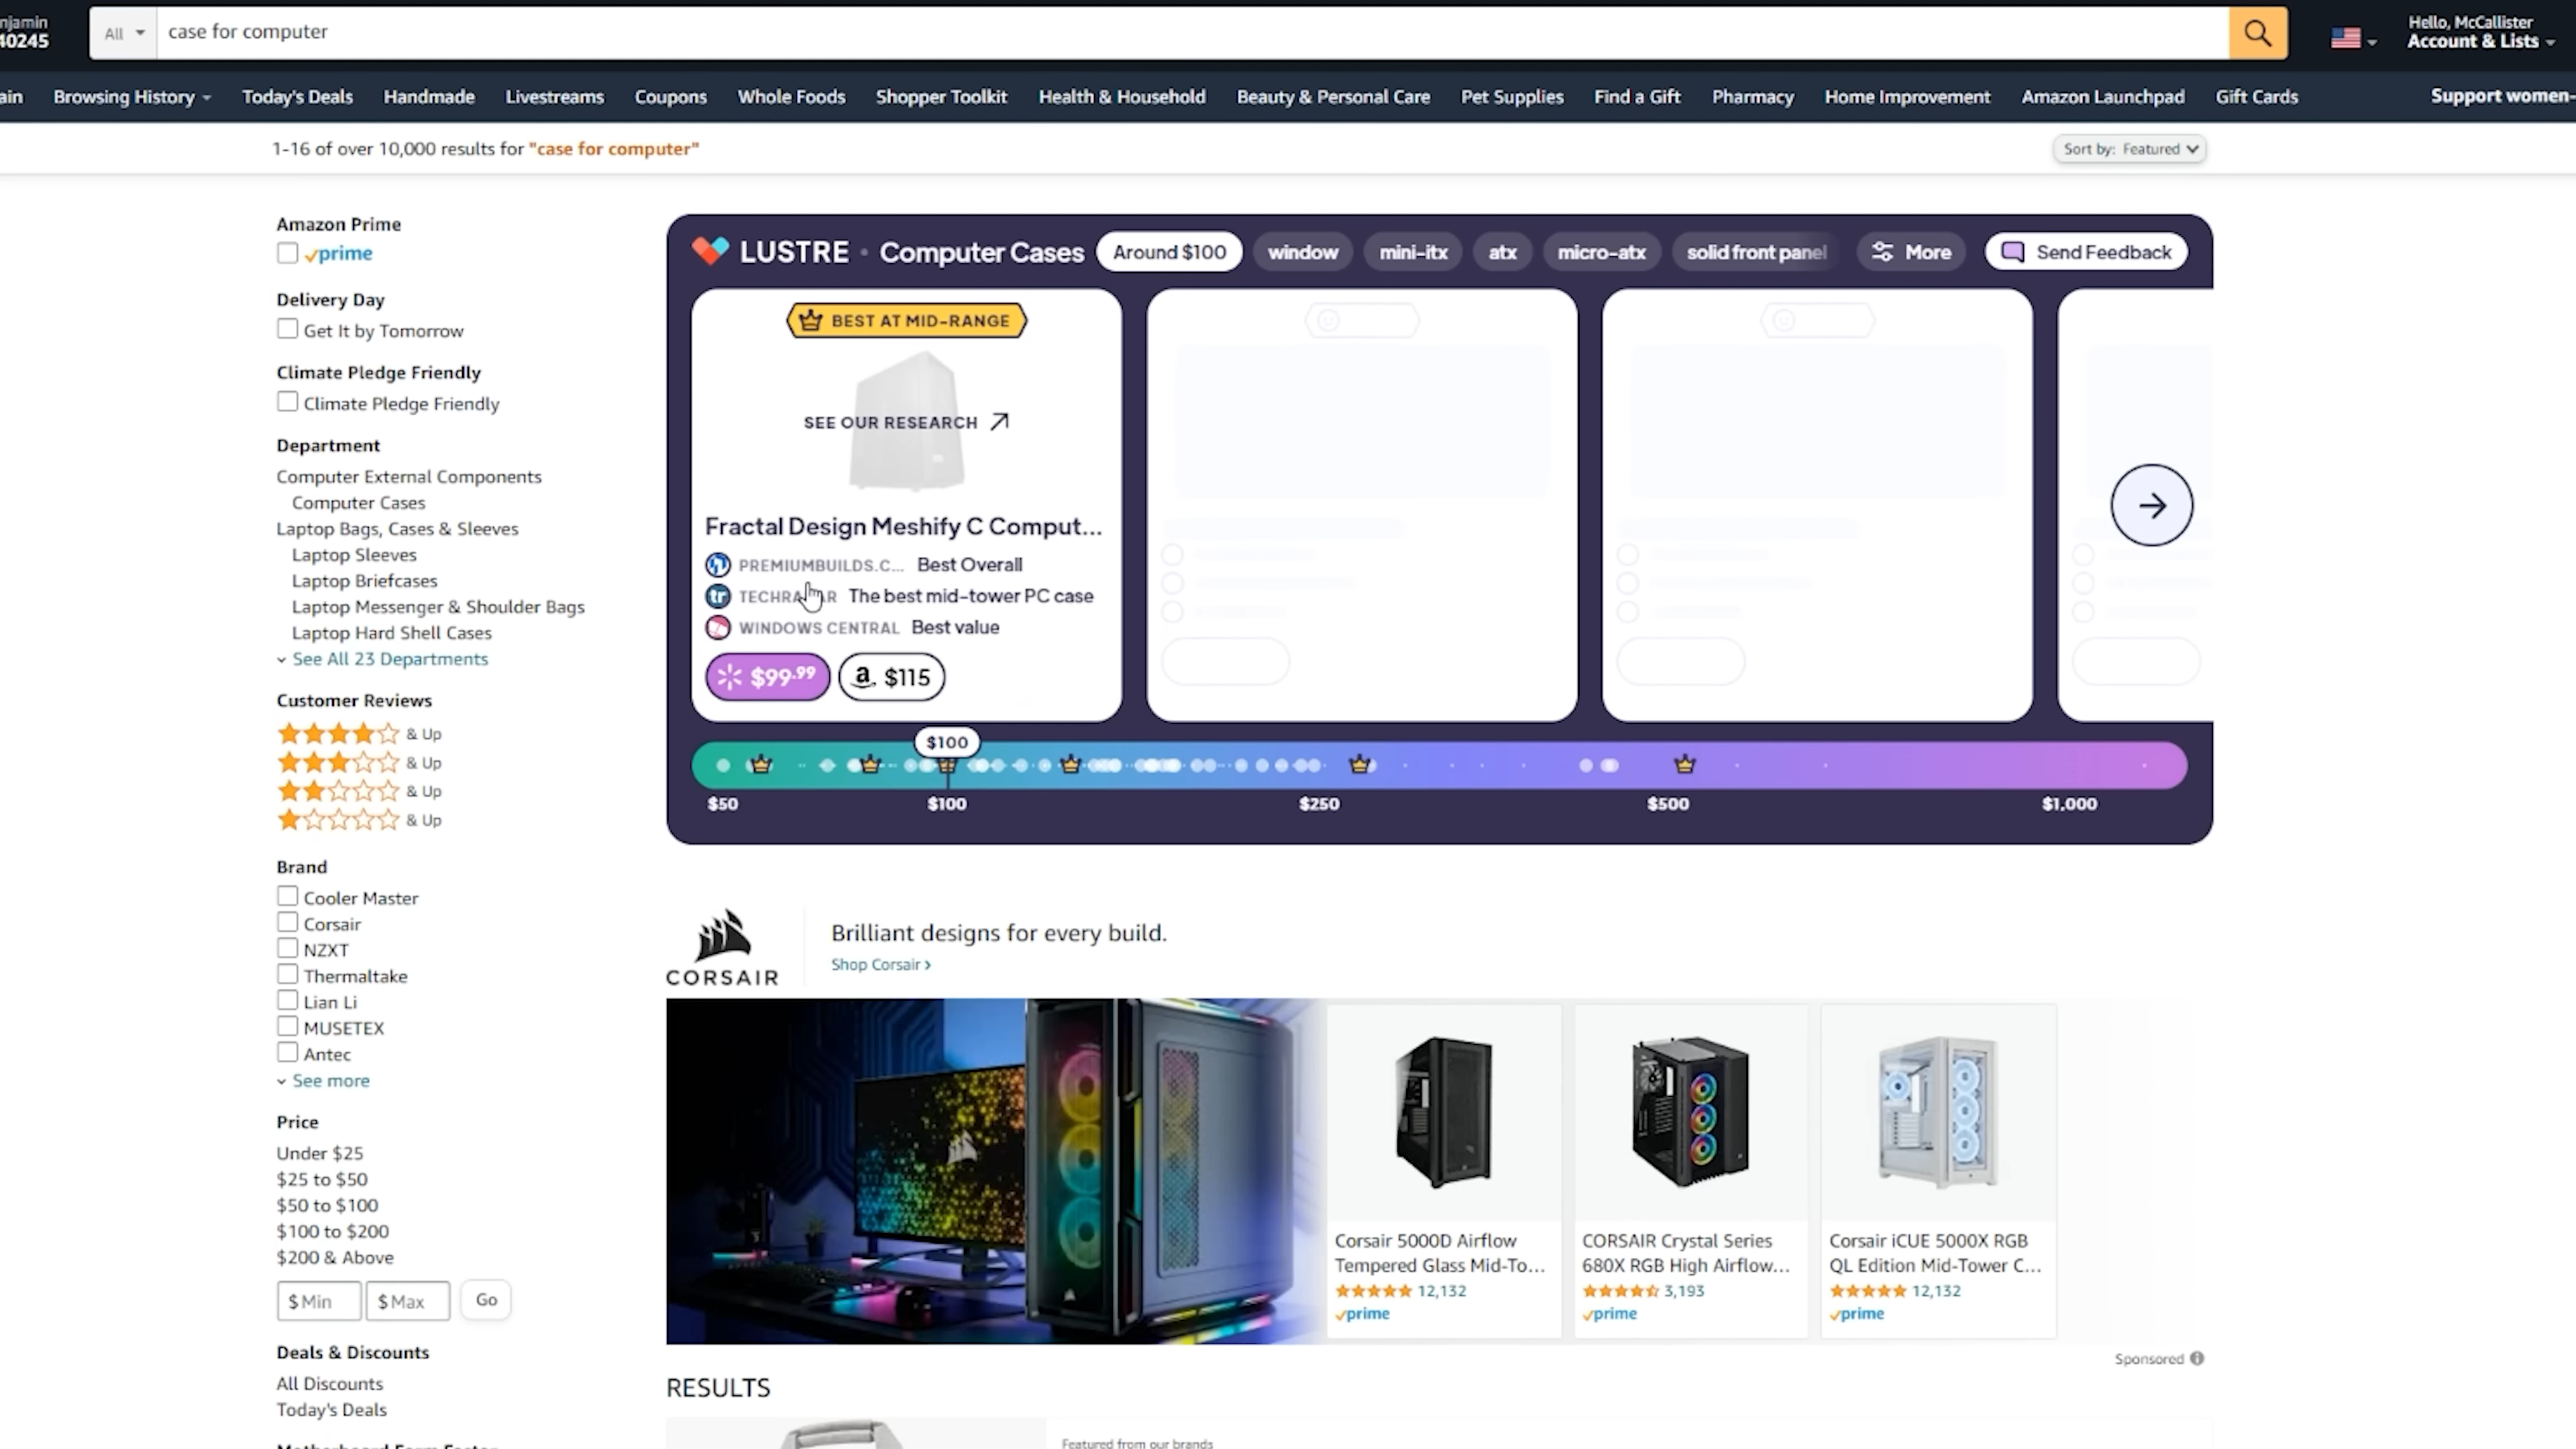 njamin
40245
All
case for computer
Hello, McCallister
Account & Lists
ain
Browsing History
Today's Deals
Handmade
Livestreams
Coupons
Whole Foods
Shopper Toolkit
Health & Household
Beauty & Personal Care
Pet Supplies
Find a Gift
Pharmacy
Home Improvement
Amazon Launchpad
Gift Cards
Support women-
1-16 of over 10,000 results for "case for computer"
Sort by: Featured
Amazon Prime
prime
Delivery Day
Get It by Tomorrow
Climate Pledge Friendly
Climate Pledge Friendly
Department
Computer External Components
Computer Cases
Laptop Bags, Cases & Sleeves
Laptop Sleeves
Laptop Briefcases
Laptop Messenger & Shoulder Bags
Laptop Hard Shell Cases
See All 23 Departments
Customer Reviews
& Up
& Up
& Up
& Up
Brand
Cooler Master
Corsair
NZXT
Thermaltake
Lian Li
MUSETEX
Antec
See more
Price
Under $25
$25 to $50
$50 to $100
$100 to $200
$200 & Above
$ Min
$ Max
Go
Deals & Discounts
All Discounts
Today's Deals
Motherboard Form Factor
LUSTRE • Computer Cases
Around $100
window
mini-itx
atx
micro-atx
solid front panel
More
Send Feedback
BEST AT MID-RANGE
SEE OUR RESEARCH
Fractal Design Meshify C Comput...
PREMIUMBUILDS.C... Best Overall
tr The best mid-tower PC case
WINDOWS CENTRAL Best value
$99.99
a $115
$100
$50
$100
$250
$500
$1,000
CORSAIR
Brilliant designs for every build.
Shop Corsair ›
Corsair 5000D Airflow
Tempered Glass Mid-To...
12,132
prime
CORSAIR Crystal Series
680X RGB High Airflow...
3,193
prime
Corsair iCUE 5000X RGB
QL Edition Mid-Tower C...
12,132
prime
Sponsored
RESULTS
Featured from our brands